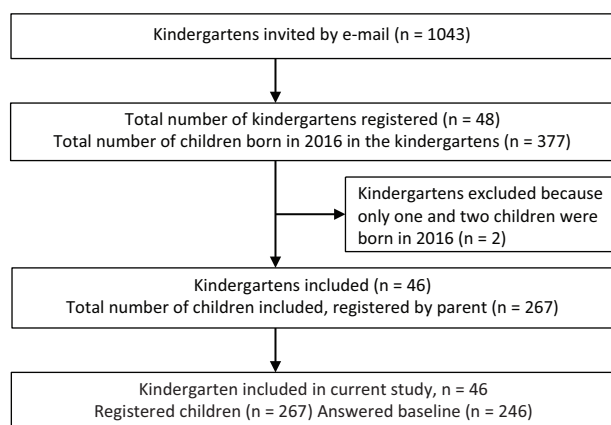 Kindergartens invited by e-mail (n = 1043)
Total number of kindergartens registered (n = 48)
Total number of children born in 2016 in the kindergartens (n = 377)
Kindergartens excluded because
only one and two children were
born in 2016 (n = 2)
Kindergartens included (n = 46)
Total number of children included, registered by parent (n = 267)
Kindergarten included in current study, n = 46
Registered children (n = 267) Answered baseline (n = 246)